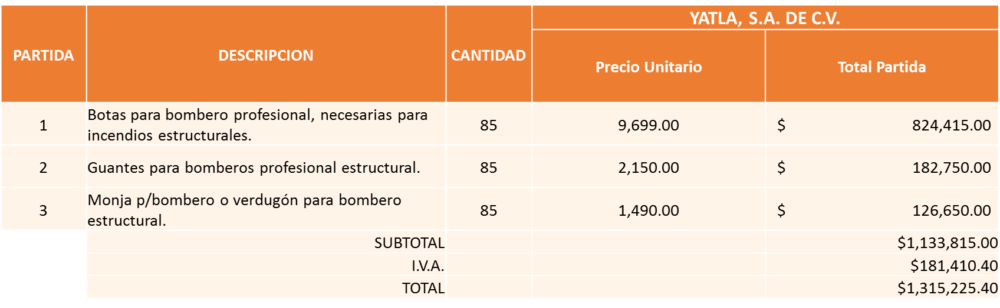 YATLA, S.A. DE C.V.
PARTIDA DESCRIPCION CANTIDAD Precio Unitario Total Partida
1 Botas para bombero profesional, necesarias para
incendios estructurales. 85 9,699.00 $ 824,415.00
2 Guantes para bomberos profesional estructural. 85 2,150.00 $ 182,750.00
3 Monja p/bombero o verdugón para bombero
estructural. 85 1,490.00 $ 126,650.00
SUBTOTAL $1,133,815.00
I.V.A. $181,410.40
TOTAL $1,315,225.40